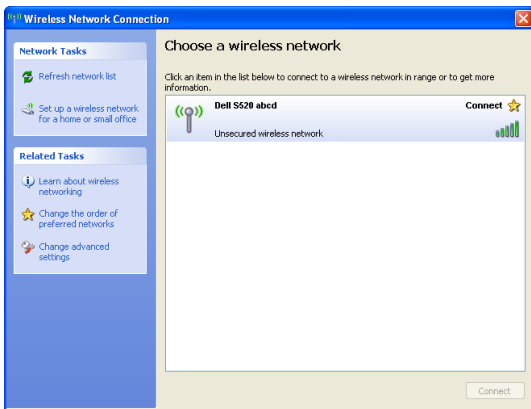 Wireless Network Connection
Network Tasks
Refresh network list
Set up a wireless network
for a home or small office
Related Tasks
Learn about wireless
networking
Change the order of
preferred networks
Change advanced
settings
Choose a wireless network
Click an item in the list below to connect to a wireless network in range or to get more
information.
Dell S520 abcd
Connect
Unsecured wireless network
Connect